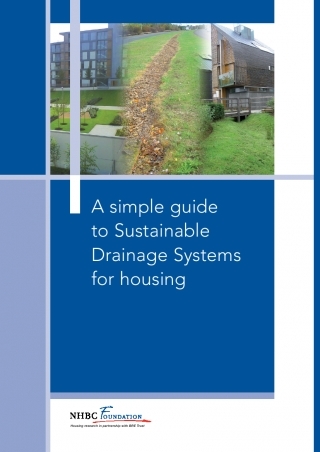 A simple guide
to Sustainable
Drainage Systems
for housing
NHBC FOUNDATION
Housing research in partnership with BRE Trust